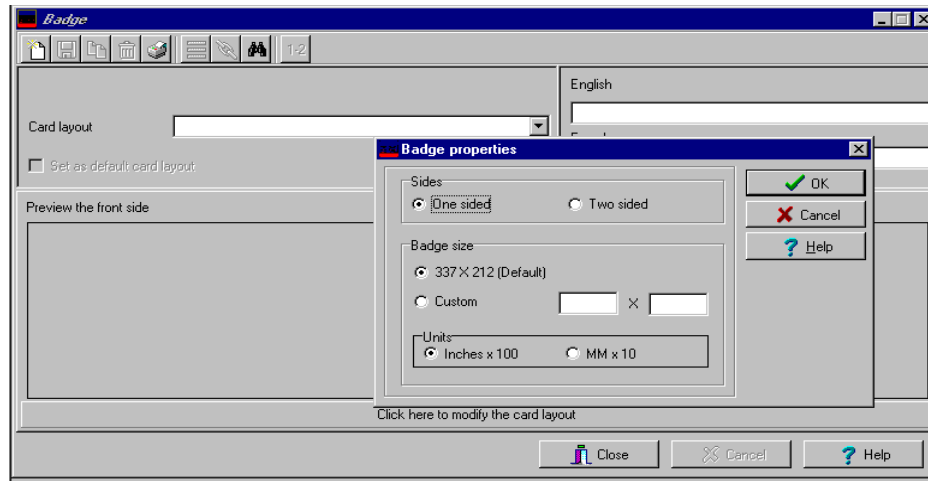 Badge
1-2
English
Card layout
Set as default card layout
Badge properties
Sides
One sided
Two sided
OK
Cancel
Help
Preview the front side
Badge size
337 X 212 (Default)
Custom
X
Units
Inches x 100
MM x 10
Click here to modify the card layout
Close
Cancel
Help